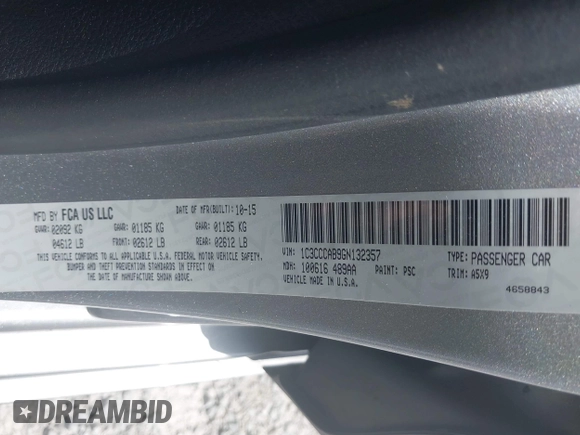 MFD BY FCA US LLC
DATE OF MFR(BUILT): 10-15
GVWR: 02092 KG GAWR: 01185 KG GAWR: 01185 KG
04612 LB FRONT: 02612 LB REAR: 02612 LB
THIS VEHICLE CONFORMS TO ALL APPLICABLE U.S.A. FEDERAL MOTOR VEHICLE SAFETY,
BUMPER AND THEFT PREVENTION STANDARDS IN EFFECT ON
THE DATE OF MANUFACTURE SHOWN ABOVE.
VIN: 1C3CCCAB9GN132357
TYPE: PASSENGER CAR
MDH: 100616 489AA
PAINT: PSC
TRIM: A5X9
VEHICLE MADE IN U.S.A.
4658843
DREAMBID